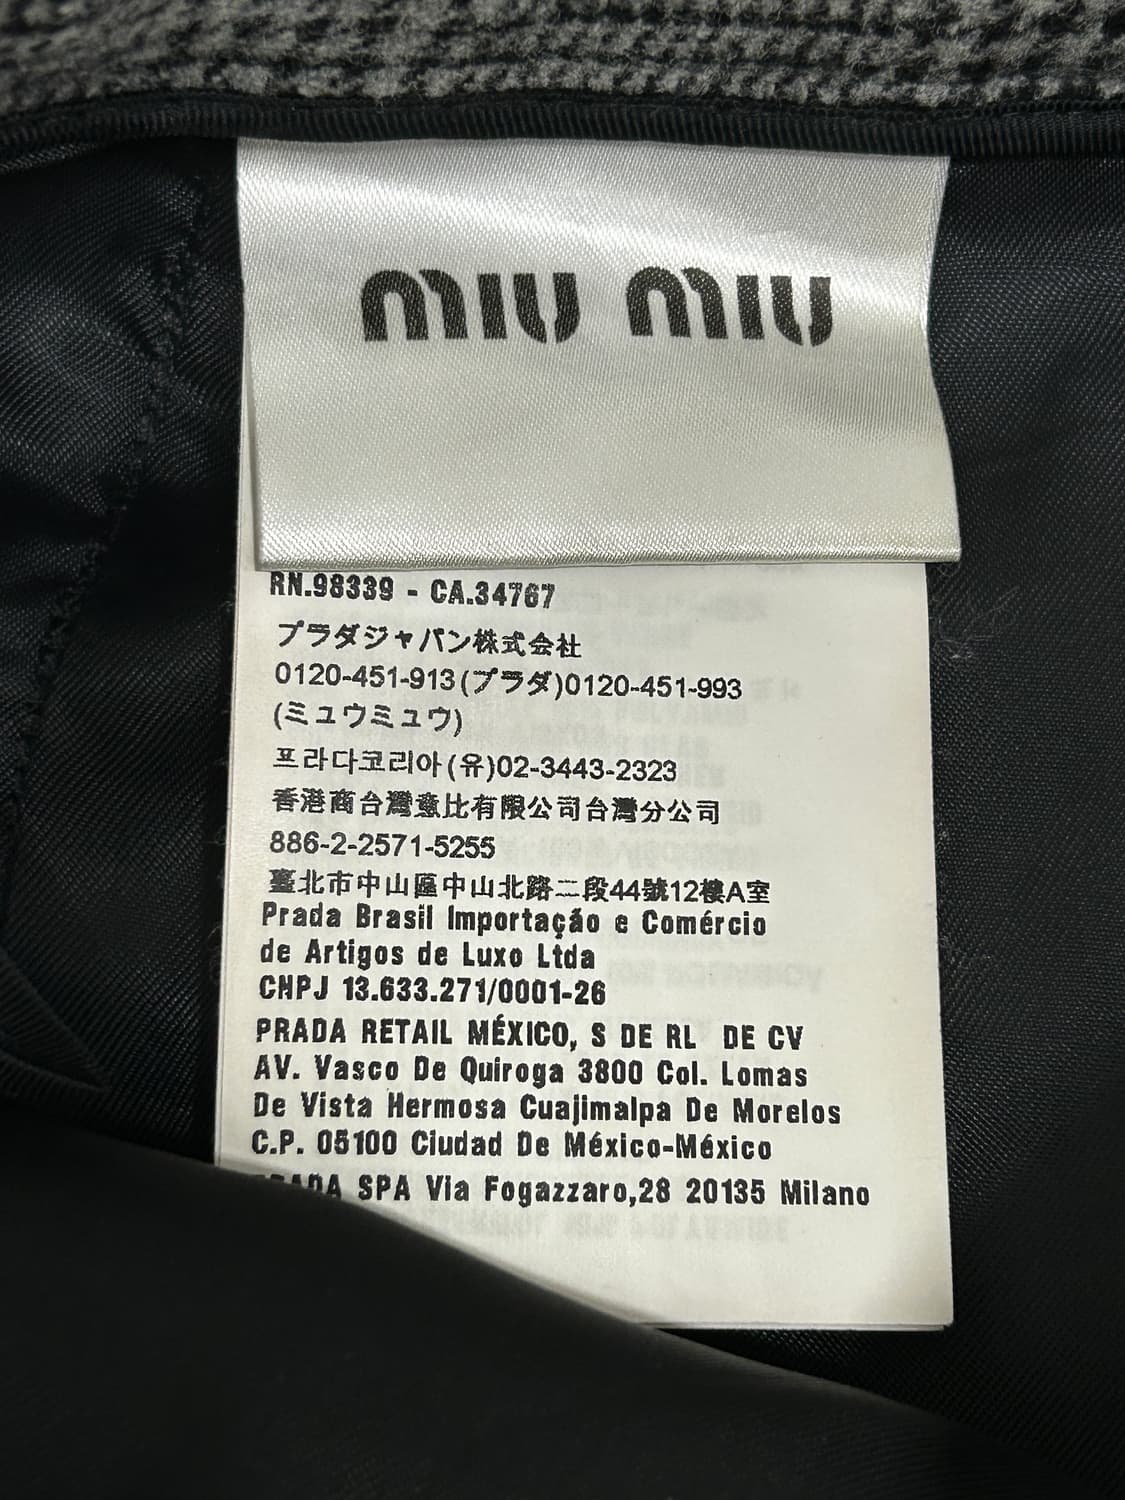 MIU MIU
RN.98339 - CA.34767
プラダジャパン株式会社
0120-451-913(プラダ)0120-451-993
(ミュウミュウ)
프라다코리아(유)02-3443-2323
香港商台灣意比有限公司台灣分公司
886-2-2571-5255
臺北市中山區中山北路二段44號12樓A室
Prada Brasil Importação e Comércio
de Artigos de Luxo Ltda
CNPJ 13.633.271/0001-26
PRADA RETAIL MÉXICO, S DE RL DE CV
AV. Vasco De Quiroga 3800 Col. Lomas
De Vista Hermosa Cuajimalpa De Morelos
C.P. 05100 Ciudad De México-México
PRADA SPA Via Fogazzaro,28 20135 Milano